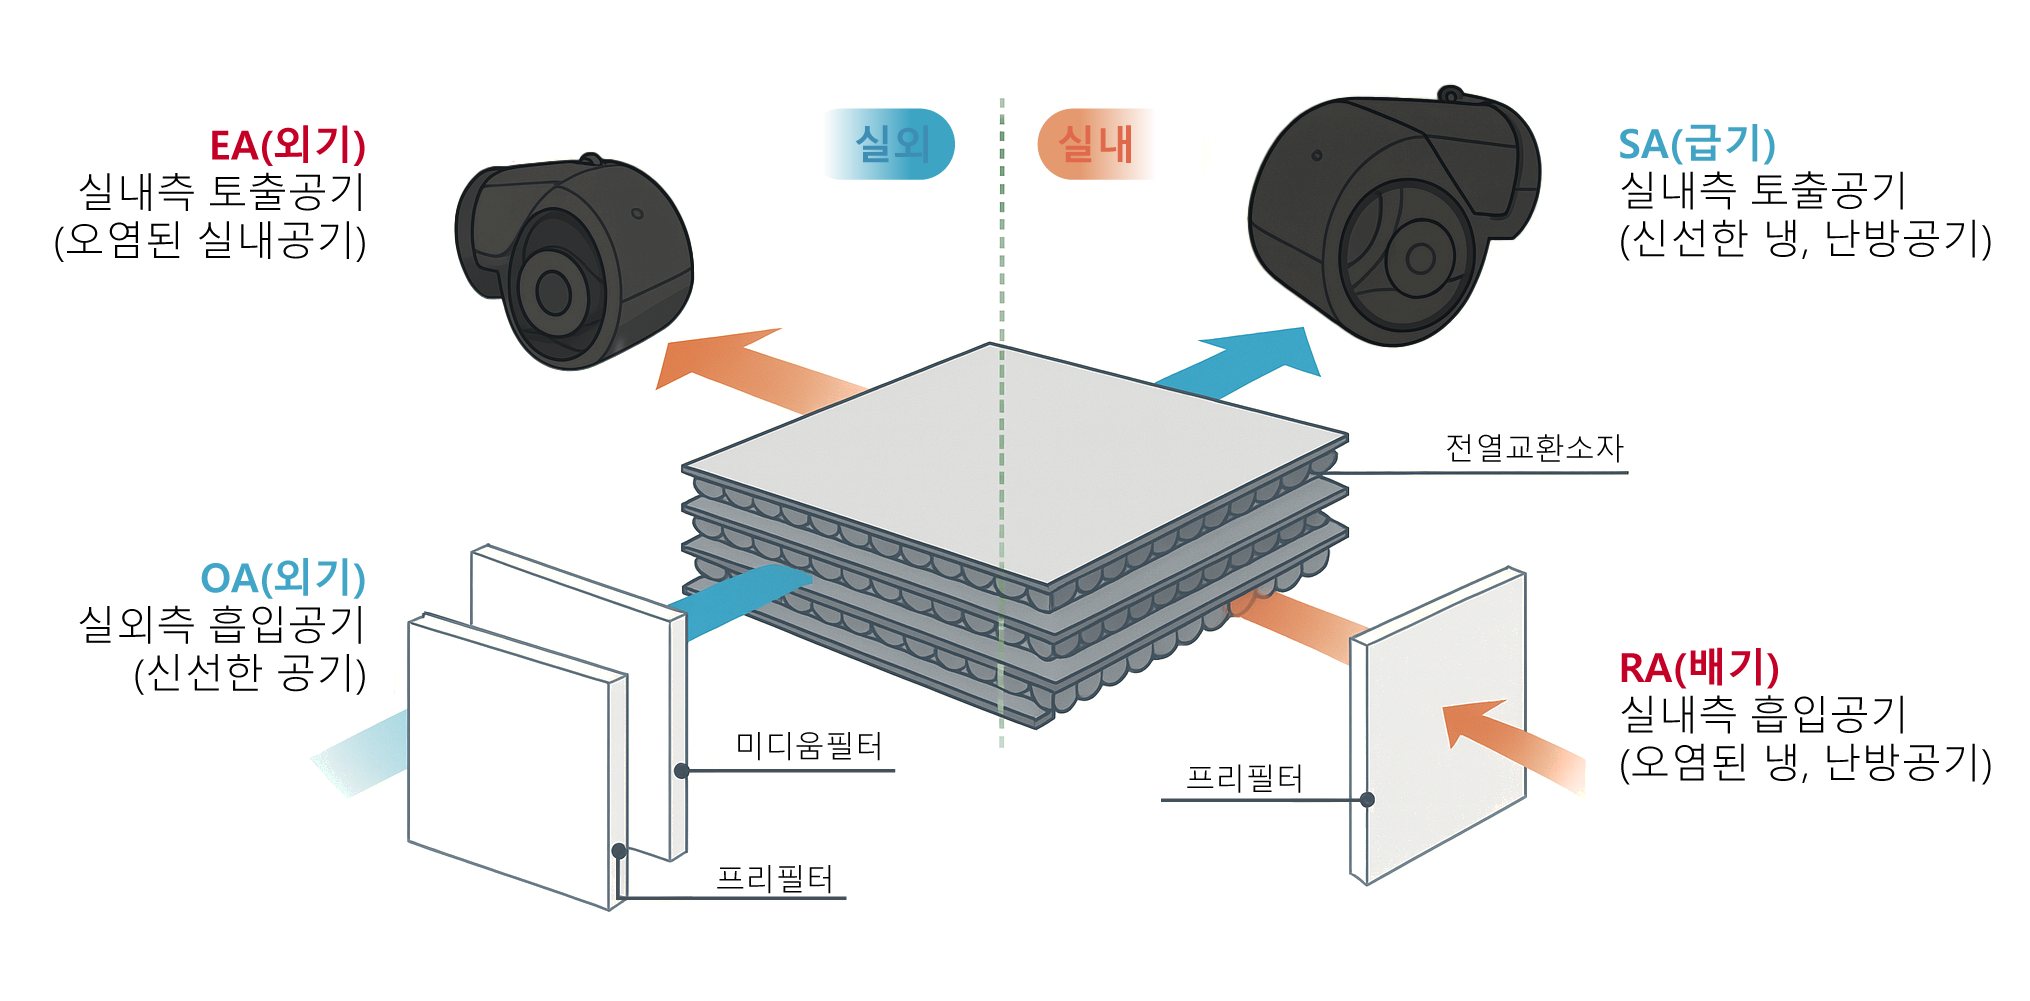 실외
실내
EA(외기)
실내측 토출공기
(오염된 실내공기)
SA(급기)
실내측 토출공기
(신선한 냉, 난방공기)
전열교환소자
OA(외기)
실외측 흡입공기
(신선한 공기)
미디움필터
프리필터
프리필터
RA(배기)
실내측 흡입공기
(오염된 냉, 난방공기)